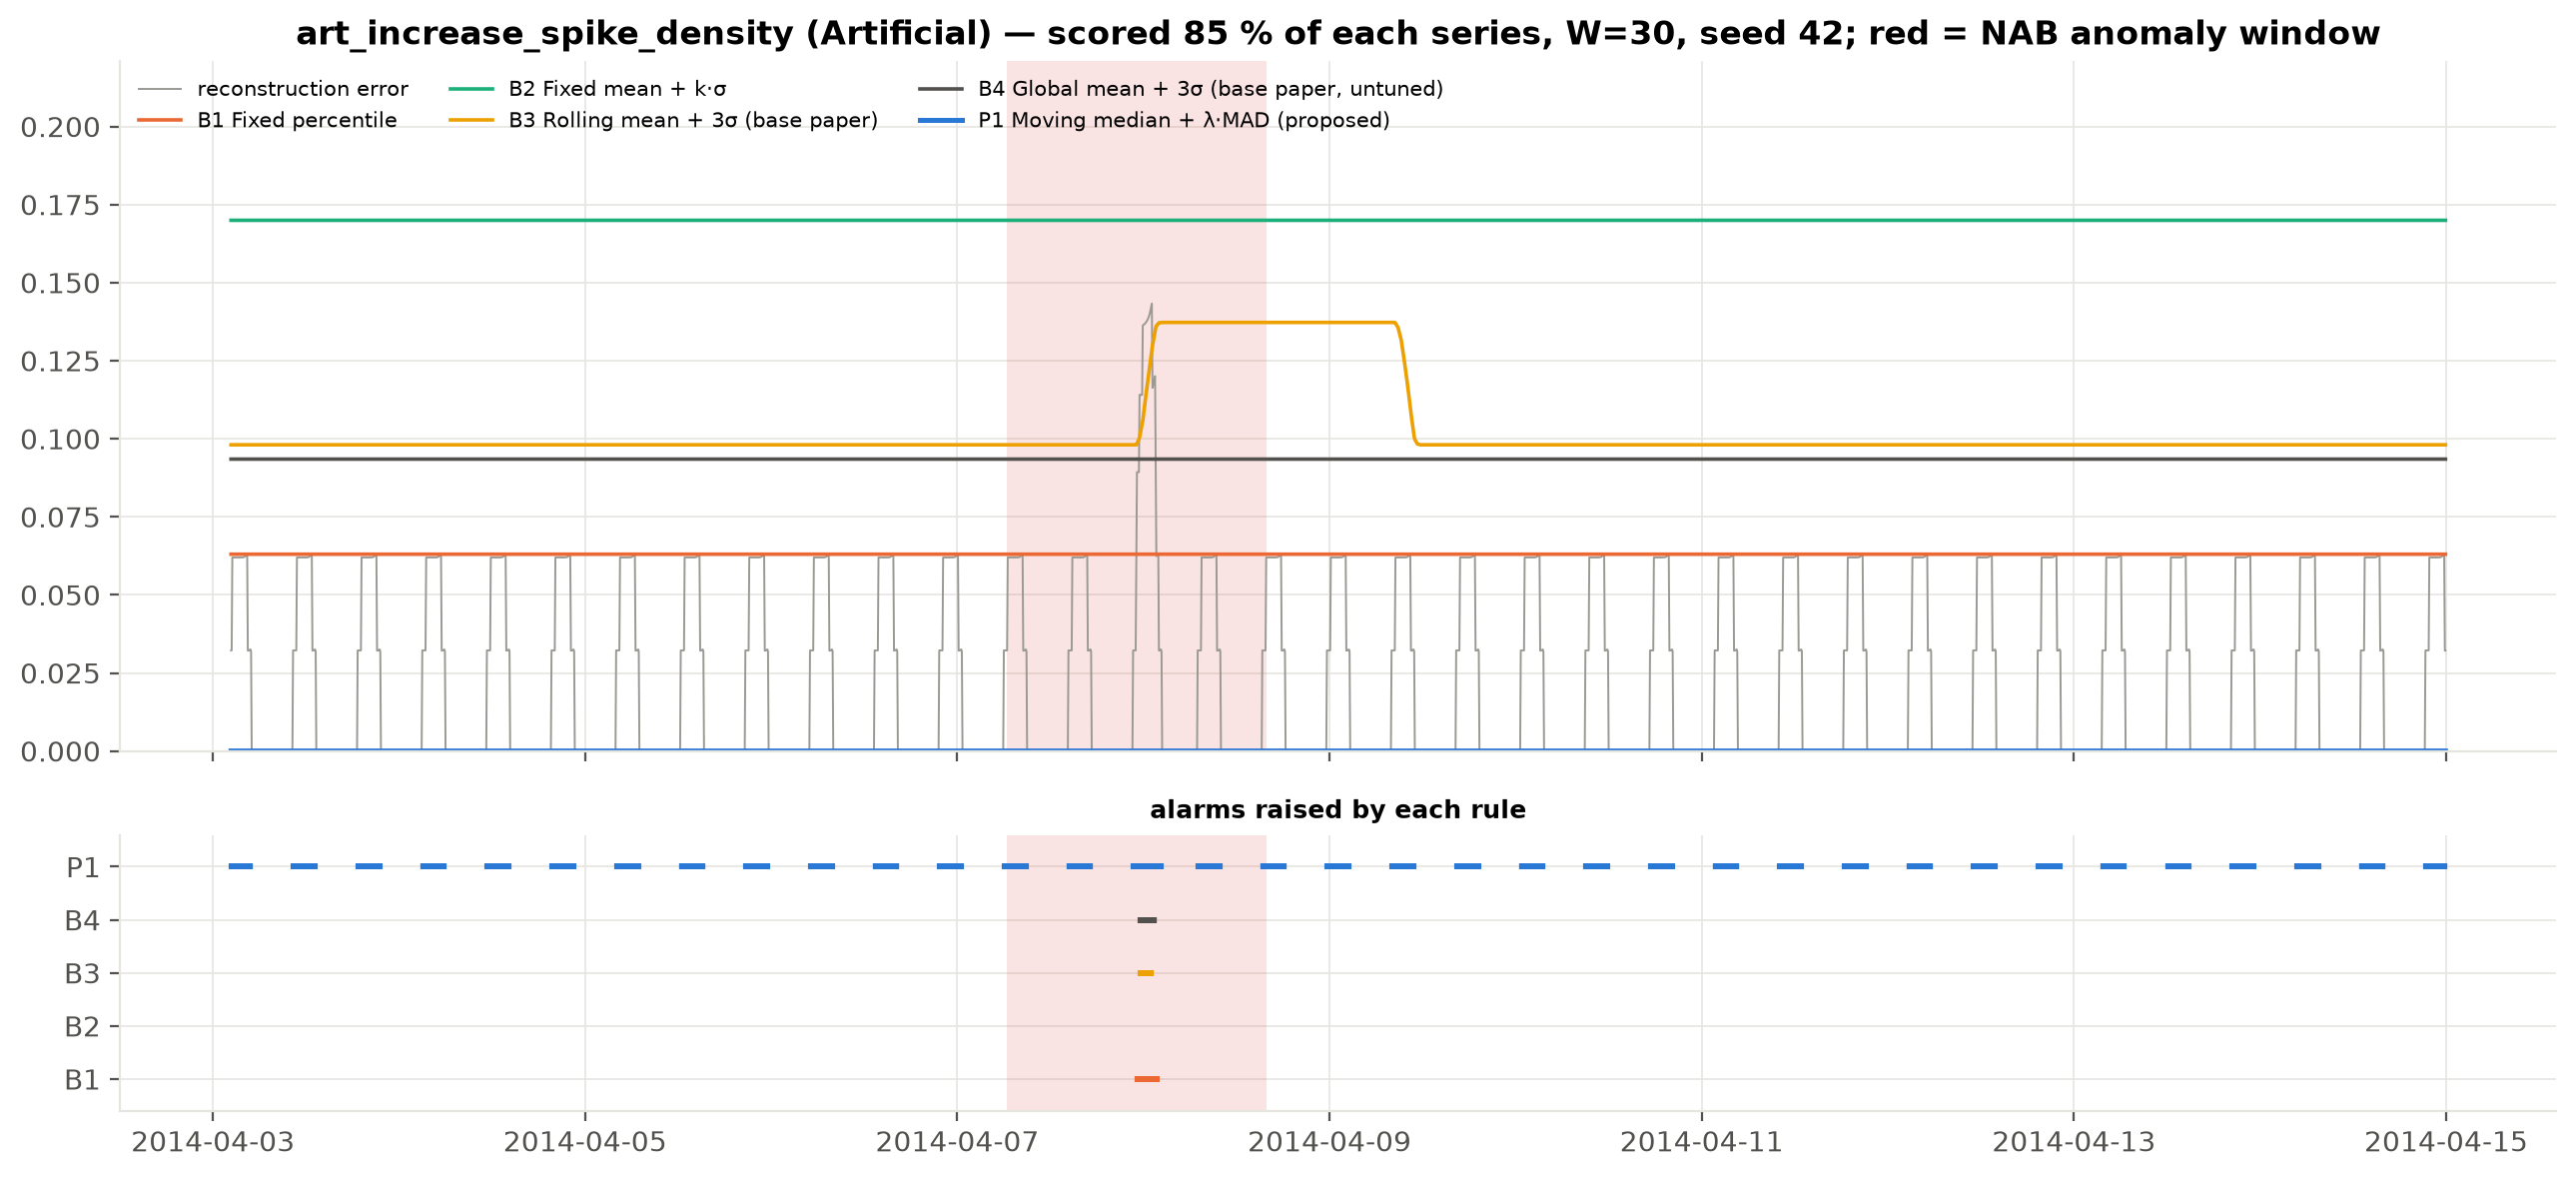 art_increase_spike_density (Artificial) — scored 85 % of each series, W=30, seed 42; red = NAB anomaly window
reconstruction error
B1 Fixed percentile
B2 Fixed mean + k·σ
B3 Rolling mean + 3σ (base paper)
B4 Global mean + 3σ (base paper, untuned)
P1 Moving median + λ·MAD (proposed)
0.200
0.175
0.150
0.125
0.100
0.075
0.050
0.025
0.000
alarms raised by each rule
P1
B4
B3
B2
B1
2014-04-03 2014-04-05 2014-04-07 2014-04-09 2014-04-11 2014-04-13 2014-04-15